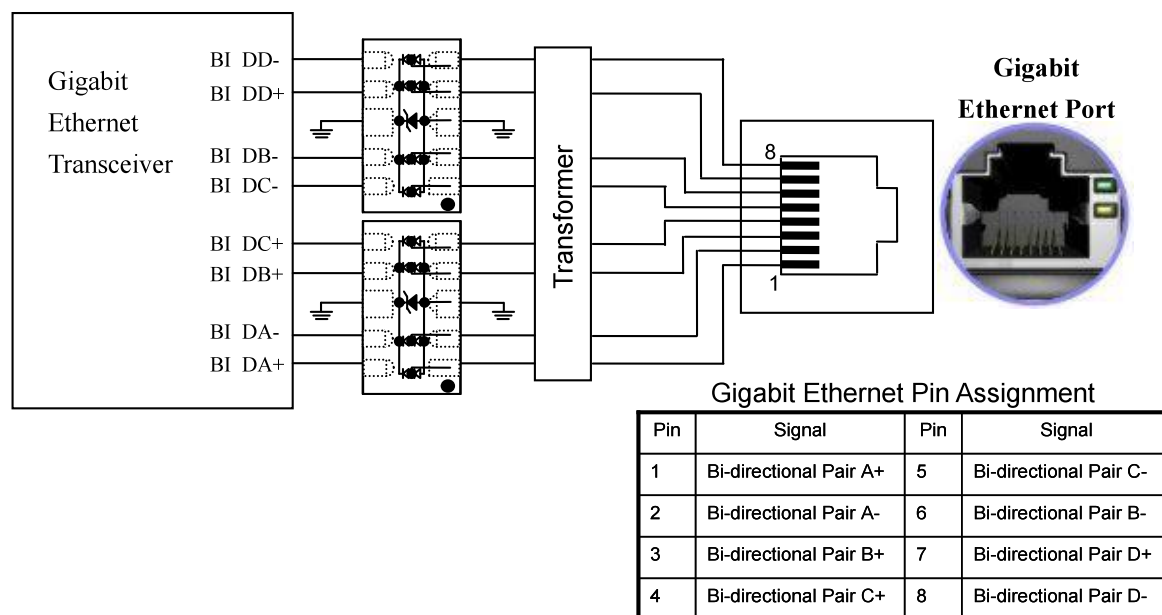 Gigabit
Ethernet
Transceiver
BI DD-
BI DD+
BI DB-
BI DC-
BI DC+
BI DB+
BI DA-
BI DA+
Transformer
8
1
Gigabit
Ethernet Port
Gigabit Ethernet Pin Assignment
Pin Signal Pin Signal
1 Bi-directional Pair A+ 5 Bi-directional Pair C-
2 Bi-directional Pair A- 6 Bi-directional Pair B-
3 Bi-directional Pair B+ 7 Bi-directional Pair D+
4 Bi-directional Pair C+ 8 Bi-directional Pair D-